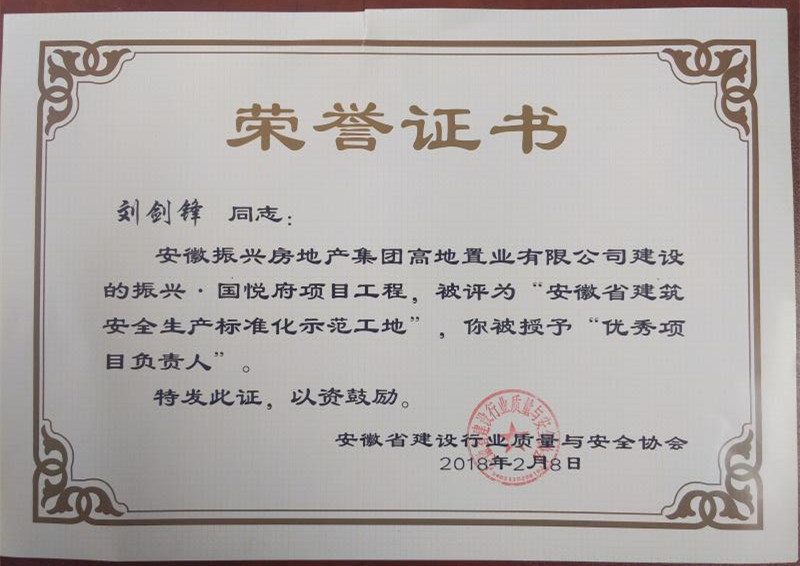 荣誉证书
刘剑锋 同志：
安徽振兴房地产集团高地置业有限公司建设
的振兴·国悦府项目工程，被评为“安徽省建筑
安全生产标准化示范工地”，你被授予“优秀项
目负责人”。
特发此证，以资鼓励。
安徽省建设行业质量与安全协会
2018年2月8日